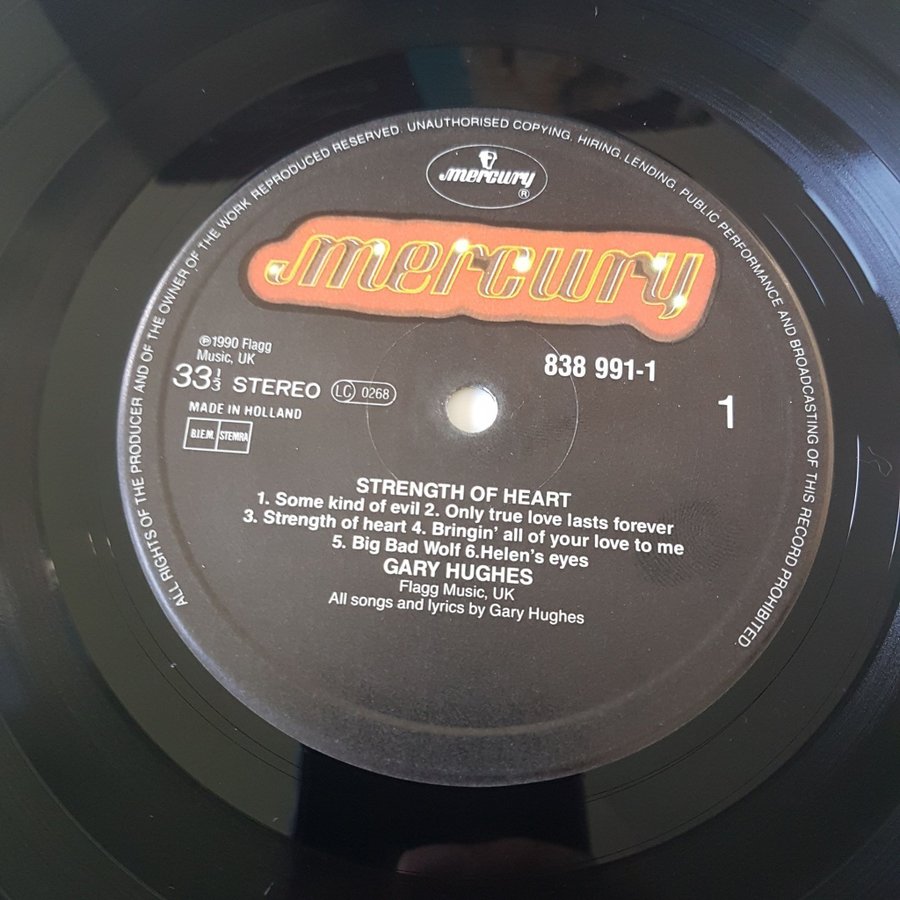 ALL RIGHTS OF THE PRODUCER AND OF THE OWNER OF THE WORK REPRODUCED RESERVED. UNAUTHORISED COPYING, HIRING, LENDING, PUBLIC PERFORMANCE AND BROADCASTING OF THIS RECORD PROHIBITED.
mercury ®
mercury
℗1990 Flagg
Music, UK
838 991-1
33 1/3 STEREO LC 0268
1
MADE IN HOLLAND
B.I.E.M. STEMRA
STRENGTH OF HEART
1. Some kind of evil 2. Only true love lasts forever
3. Strength of heart 4. Bringin' all of your love to me
5. Big Bad Wolf 6.Helen's eyes
GARY HUGHES
Flagg Music, UK
All songs and lyrics by Gary Hughes